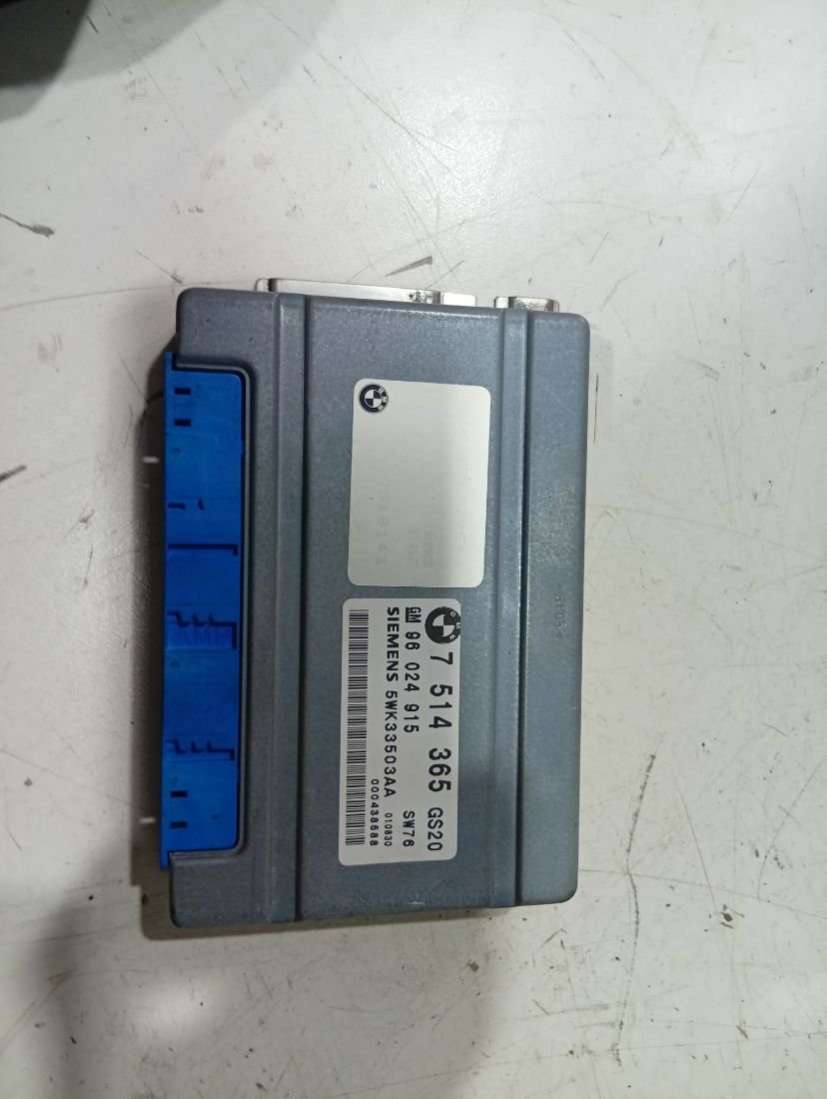 7 514 365 GS20
GM 96 024 915 SW76
SIEMENS 5WK33503AA 010830
000438688